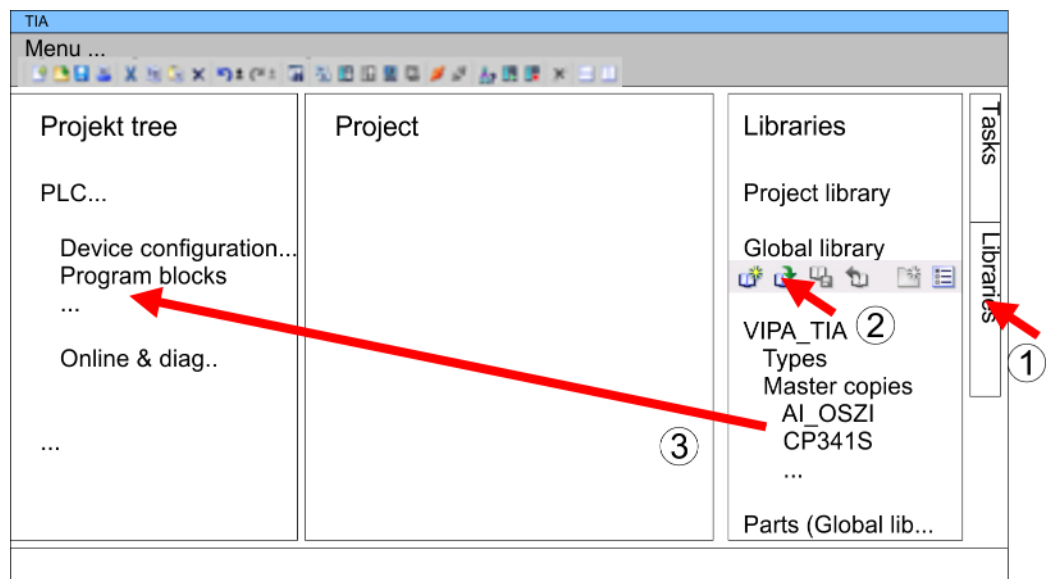 TIA
Menu ...
Projekt tree
PLC...
Device configuration...
Program blocks
...
Online & diag..
...
Project
③
Libraries
Project library
Global library
②
VIPA_TIA
Types
Master copies
AI_OSZI
CP341S
...
Parts (Global lib...
Tasks
Libraries
①